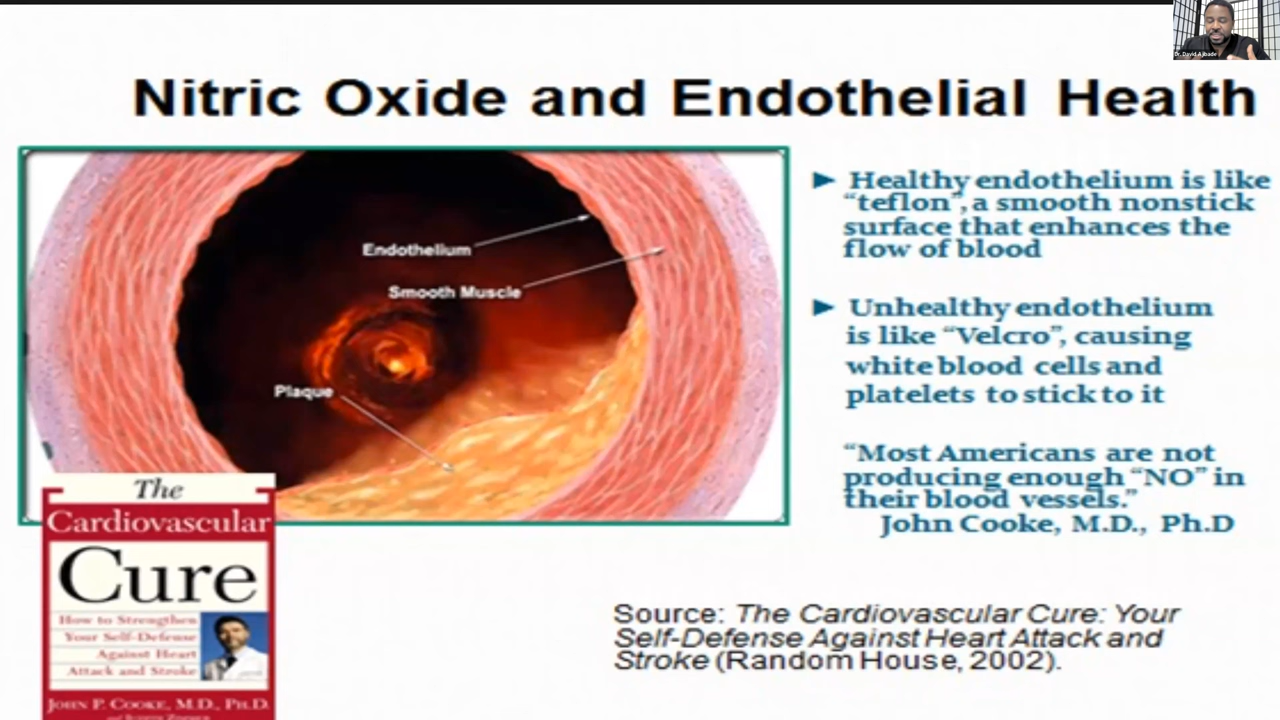 Dr. David Ajibade
Nitric Oxide and Endothelial Health
Endothelium
Smooth Muscle
Plaque
► Healthy endothelium is like
“teflon”, a smooth nonstick
surface that enhances the
flow of blood
► Unhealthy endothelium
is like “Velcro”, causing
white blood cells and
platelets to stick to it
“Most Americans are not
producing enough “NO” in
their blood vessels.”
John Cooke, M.D., Ph.D
The
Cardiovascular
Cure
How to Strengthen
Your Self-Defense
Against Heart
Attack and Stroke
John P. Cooke, M.D., Ph.D.
Source: The Cardiovascular Cure: Your
Self-Defense Against Heart Attack and
Stroke (Random House, 2002).